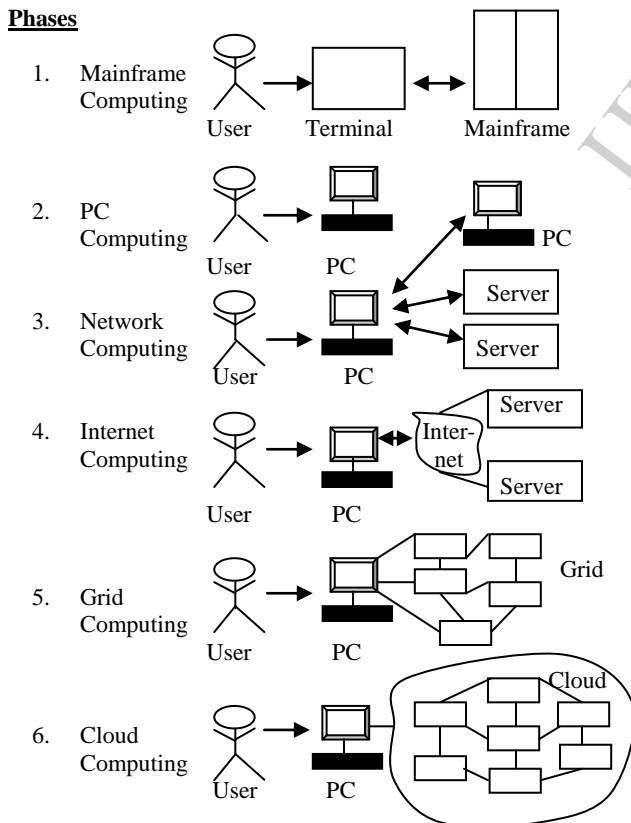 Phases
1. Mainframe
Computing
User Terminal Mainframe
2. PC
Computing
User PC
PC
3. Network
Computing
Server
Server
User PC
4. Internet
Computing
Inter-
net
Server
Server
User PC
5. Grid
Computing
Grid
User PC
6. Cloud
Computing
Cloud
User PC